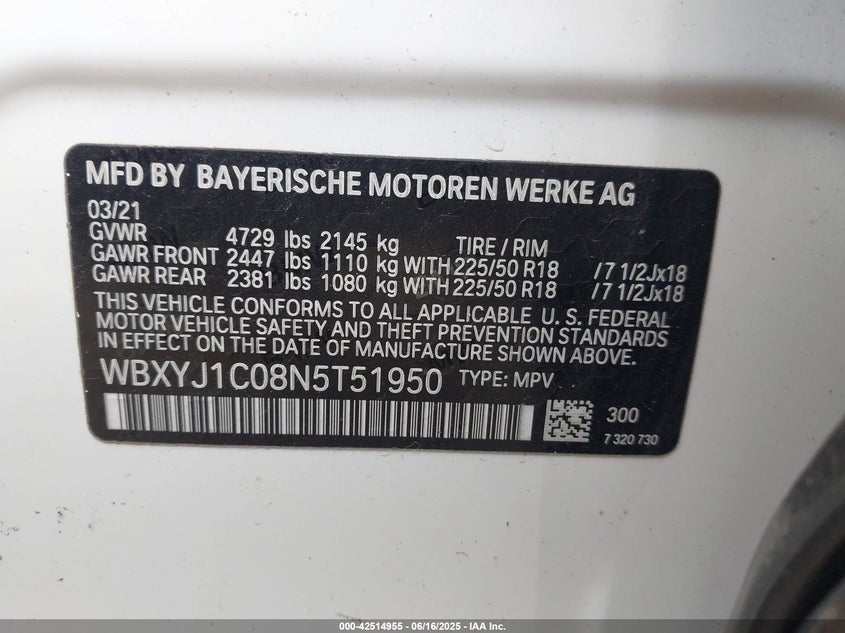 MFD BY BAYERISCHE MOTOREN WERKE AG
03/21
GVWR 4729 lbs 2145 kg TIRE / RIM
GAWR FRONT 2447 lbs 1110 kg WITH 225/50 R18 / 7 1/2Jx18
GAWR REAR 2381 lbs 1080 kg WITH 225/50 R18 / 7 1/2Jx18
THIS VEHICLE CONFORMS TO ALL APPLICABLE U. S. FEDERAL
MOTOR VEHICLE SAFETY AND THEFT PREVENTION STANDARDS
IN EFFECT ON THE DATE OF MANUFACTURE SHOWN ABOVE.
WBXYJ1C08N5T51950 TYPE: MPV
300
7 320 730
000-42514955 - 06/16/2025 - IAA Inc.